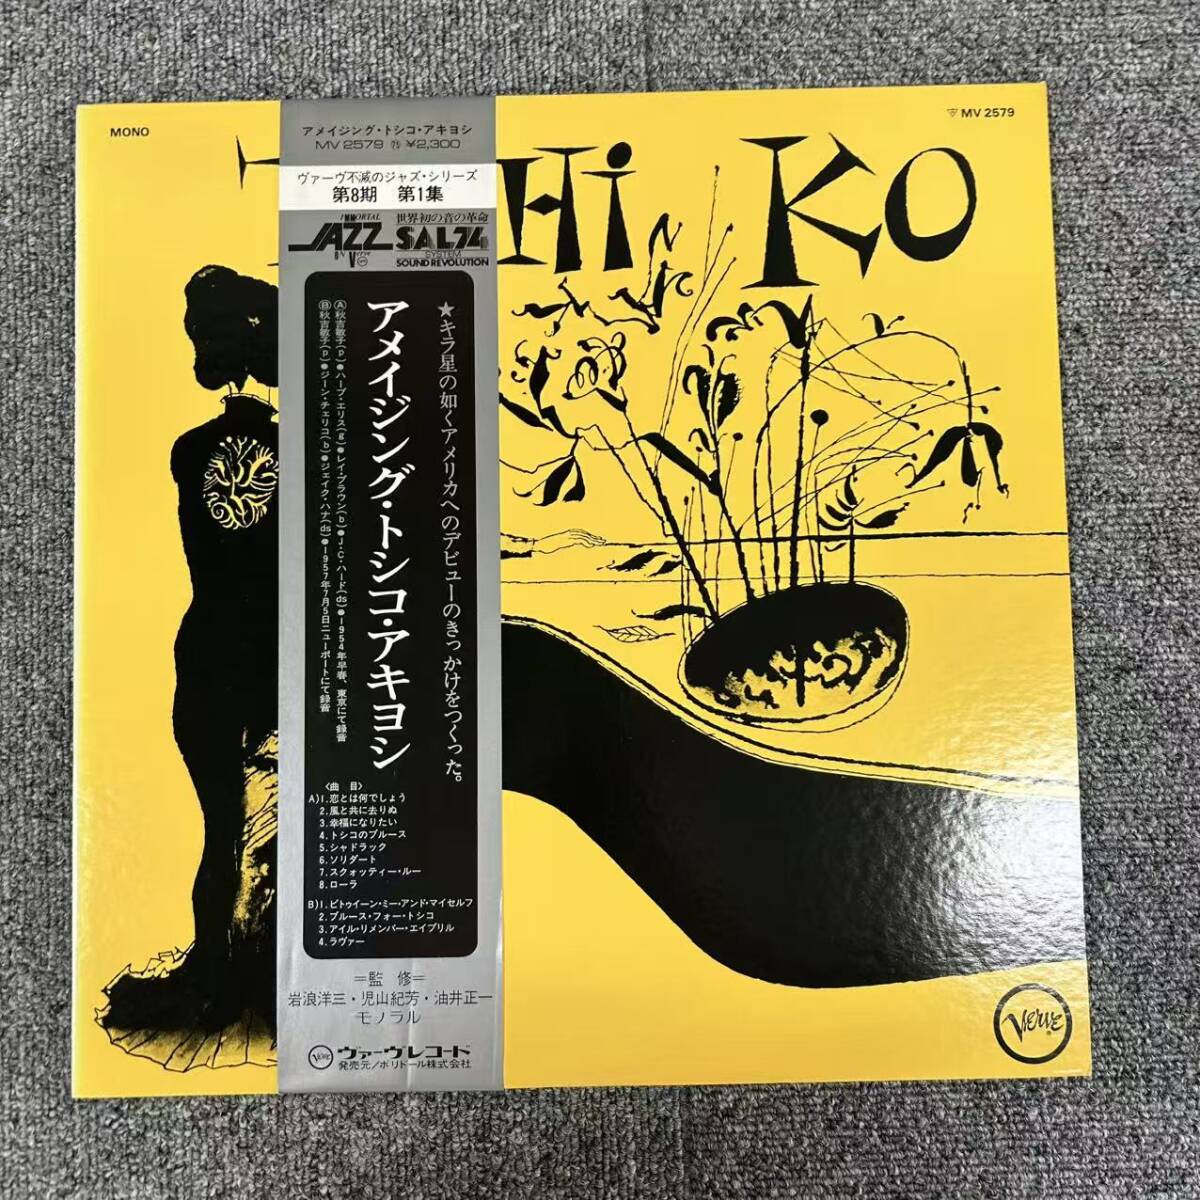 MONO
MV 2579
T HI KO
アメイジング・トシコ・アキヨシ
MV 2579 ¥2,300
ヴァーヴ不滅のジャズ・シリーズ
第8期 第1集
IMMORTAL
JAZZ
IN Verve
世界初の音の革命
SAL74
SYSTEM
SOUND REVOLUTION
★キラ星の如くアメリカへのデビューのきっかけをつくった。
アメイジング・トシコ・アキヨシ
Ⓐ秋吉敏子(p)●ハーブ・エリス(g)●レイ・ブラウン(b)●J.C.ハード(ds)●1954年早春、東京にて録音
Ⓑ秋吉敏子(p)●ジーン・チェリコ(b)●ジェイク・ハナ(ds)●1957年7月5日ニューポートにて録音
〈曲 目〉
A)1.恋とは何でしょう
2.風と共に去りぬ
3.幸福になりたい
4.トシコのブルース
5.シャドラック
6.ソリダート
7.スクォッティー・ルー
8.ローラ
B)1.ビトゥイーン・ミー・アンド・マイセルフ
2.ブルース・フォー・トシコ
3.アイル・リメンバー・エイプリル
4.ラヴァー
=監 修=
岩浪洋三・児山紀芳・油井正一
モノラル
Verve ヴァーヴレコード
発売元/ポリドール株式会社
Verve